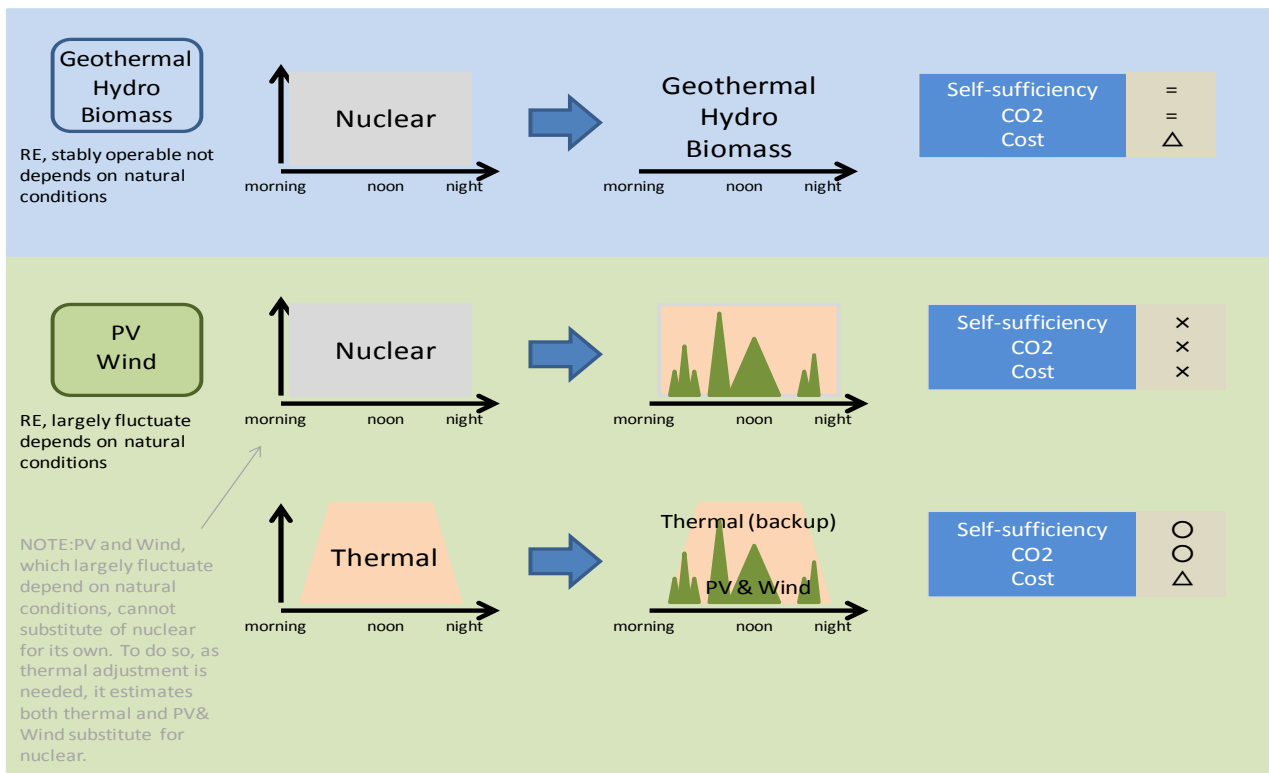 Geothermal
Hydro
Biomass
RE, stably operable not
depends on natural
conditions
Nuclear
morning noon night
Geothermal
Hydro
Biomass
morning noon night
Self-sufficiency =
CO2 =
Cost △
PV
Wind
RE, largely fluctuate
depends on natural
conditions
Nuclear
morning noon night
morning noon night
Self-sufficiency ×
CO2 ×
Cost ×
NOTE:PV and Wind,
which largely fluctuate
depend on natural
conditions, cannot
substitute of nuclear
for its own. To do so, as
thermal adjustment is
needed, it estimates
both thermal and PV&
Wind substitute for
nuclear.
Thermal
morning noon night
Thermal (backup)
PV & Wind
morning noon night
Self-sufficiency ○
CO2 ○
Cost △